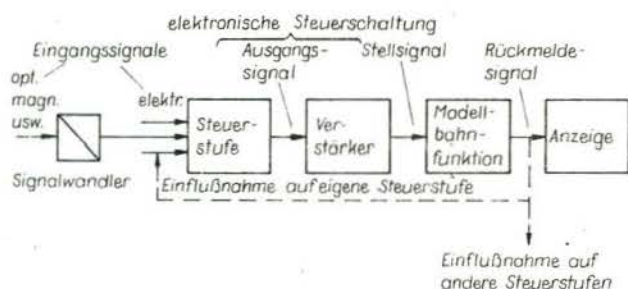 elektronische Steuerschaltung
Eingangssignale
Ausgangs-
signal
Stellsignal
Rückmelde-
signal
opt.
magn.
usw.
elektr.
Steuer-
stufe
Ver-
stärker
Modell-
bahn-
funktion
Anzeige
Signalwandler
Einflußnahme auf eigene Steuerstufe
Einflußnahme auf
andere Steuerstufen